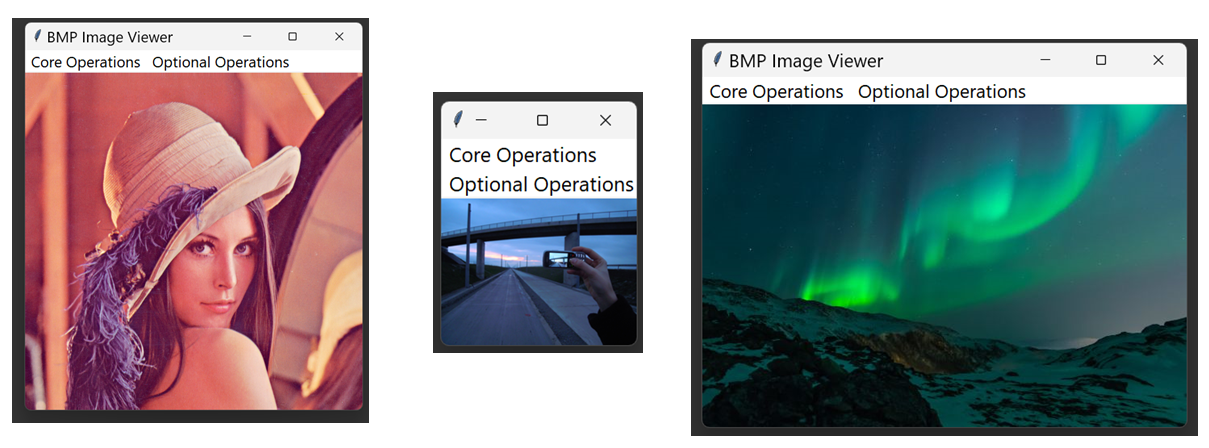 BMP Image Viewer
Core Operations Optional Operations
Core Operations
Optional Operations
BMP Image Viewer
Core Operations Optional Operations